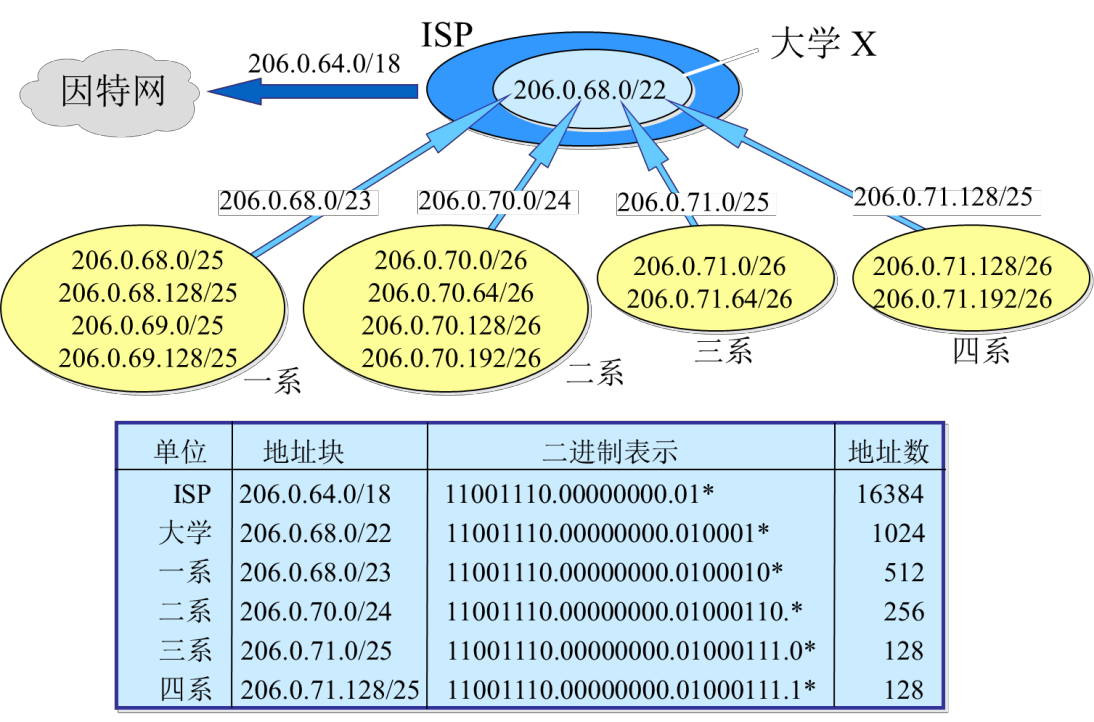 ISP
大学 X
206.0.64.0/18
因特网
206.0.68.0/22
206.0.68.0/23
206.0.70.0/24
206.0.71.0/25
206.0.71.128/25
206.0.68.0/25
206.0.68.128/25
206.0.69.0/25
206.0.69.128/25
一系
206.0.70.0/26
206.0.70.64/26
206.0.70.128/26
206.0.70.192/26
二系
206.0.71.0/26
206.0.71.64/26
三系
206.0.71.128/26
206.0.71.192/26
四系
单位 地址块 二进制表示 地址数
ISP 206.0.64.0/18 11001110.00000000.01* 16384
大学 206.0.68.0/22 11001110.00000000.010001* 1024
一系 206.0.68.0/23 11001110.00000000.0100010* 512
二系 206.0.70.0/24 11001110.00000000.01000110.* 256
三系 206.0.71.0/25 11001110.00000000.01000111.0* 128
四系 206.0.71.128/25 11001110.00000000.01000111.1* 128